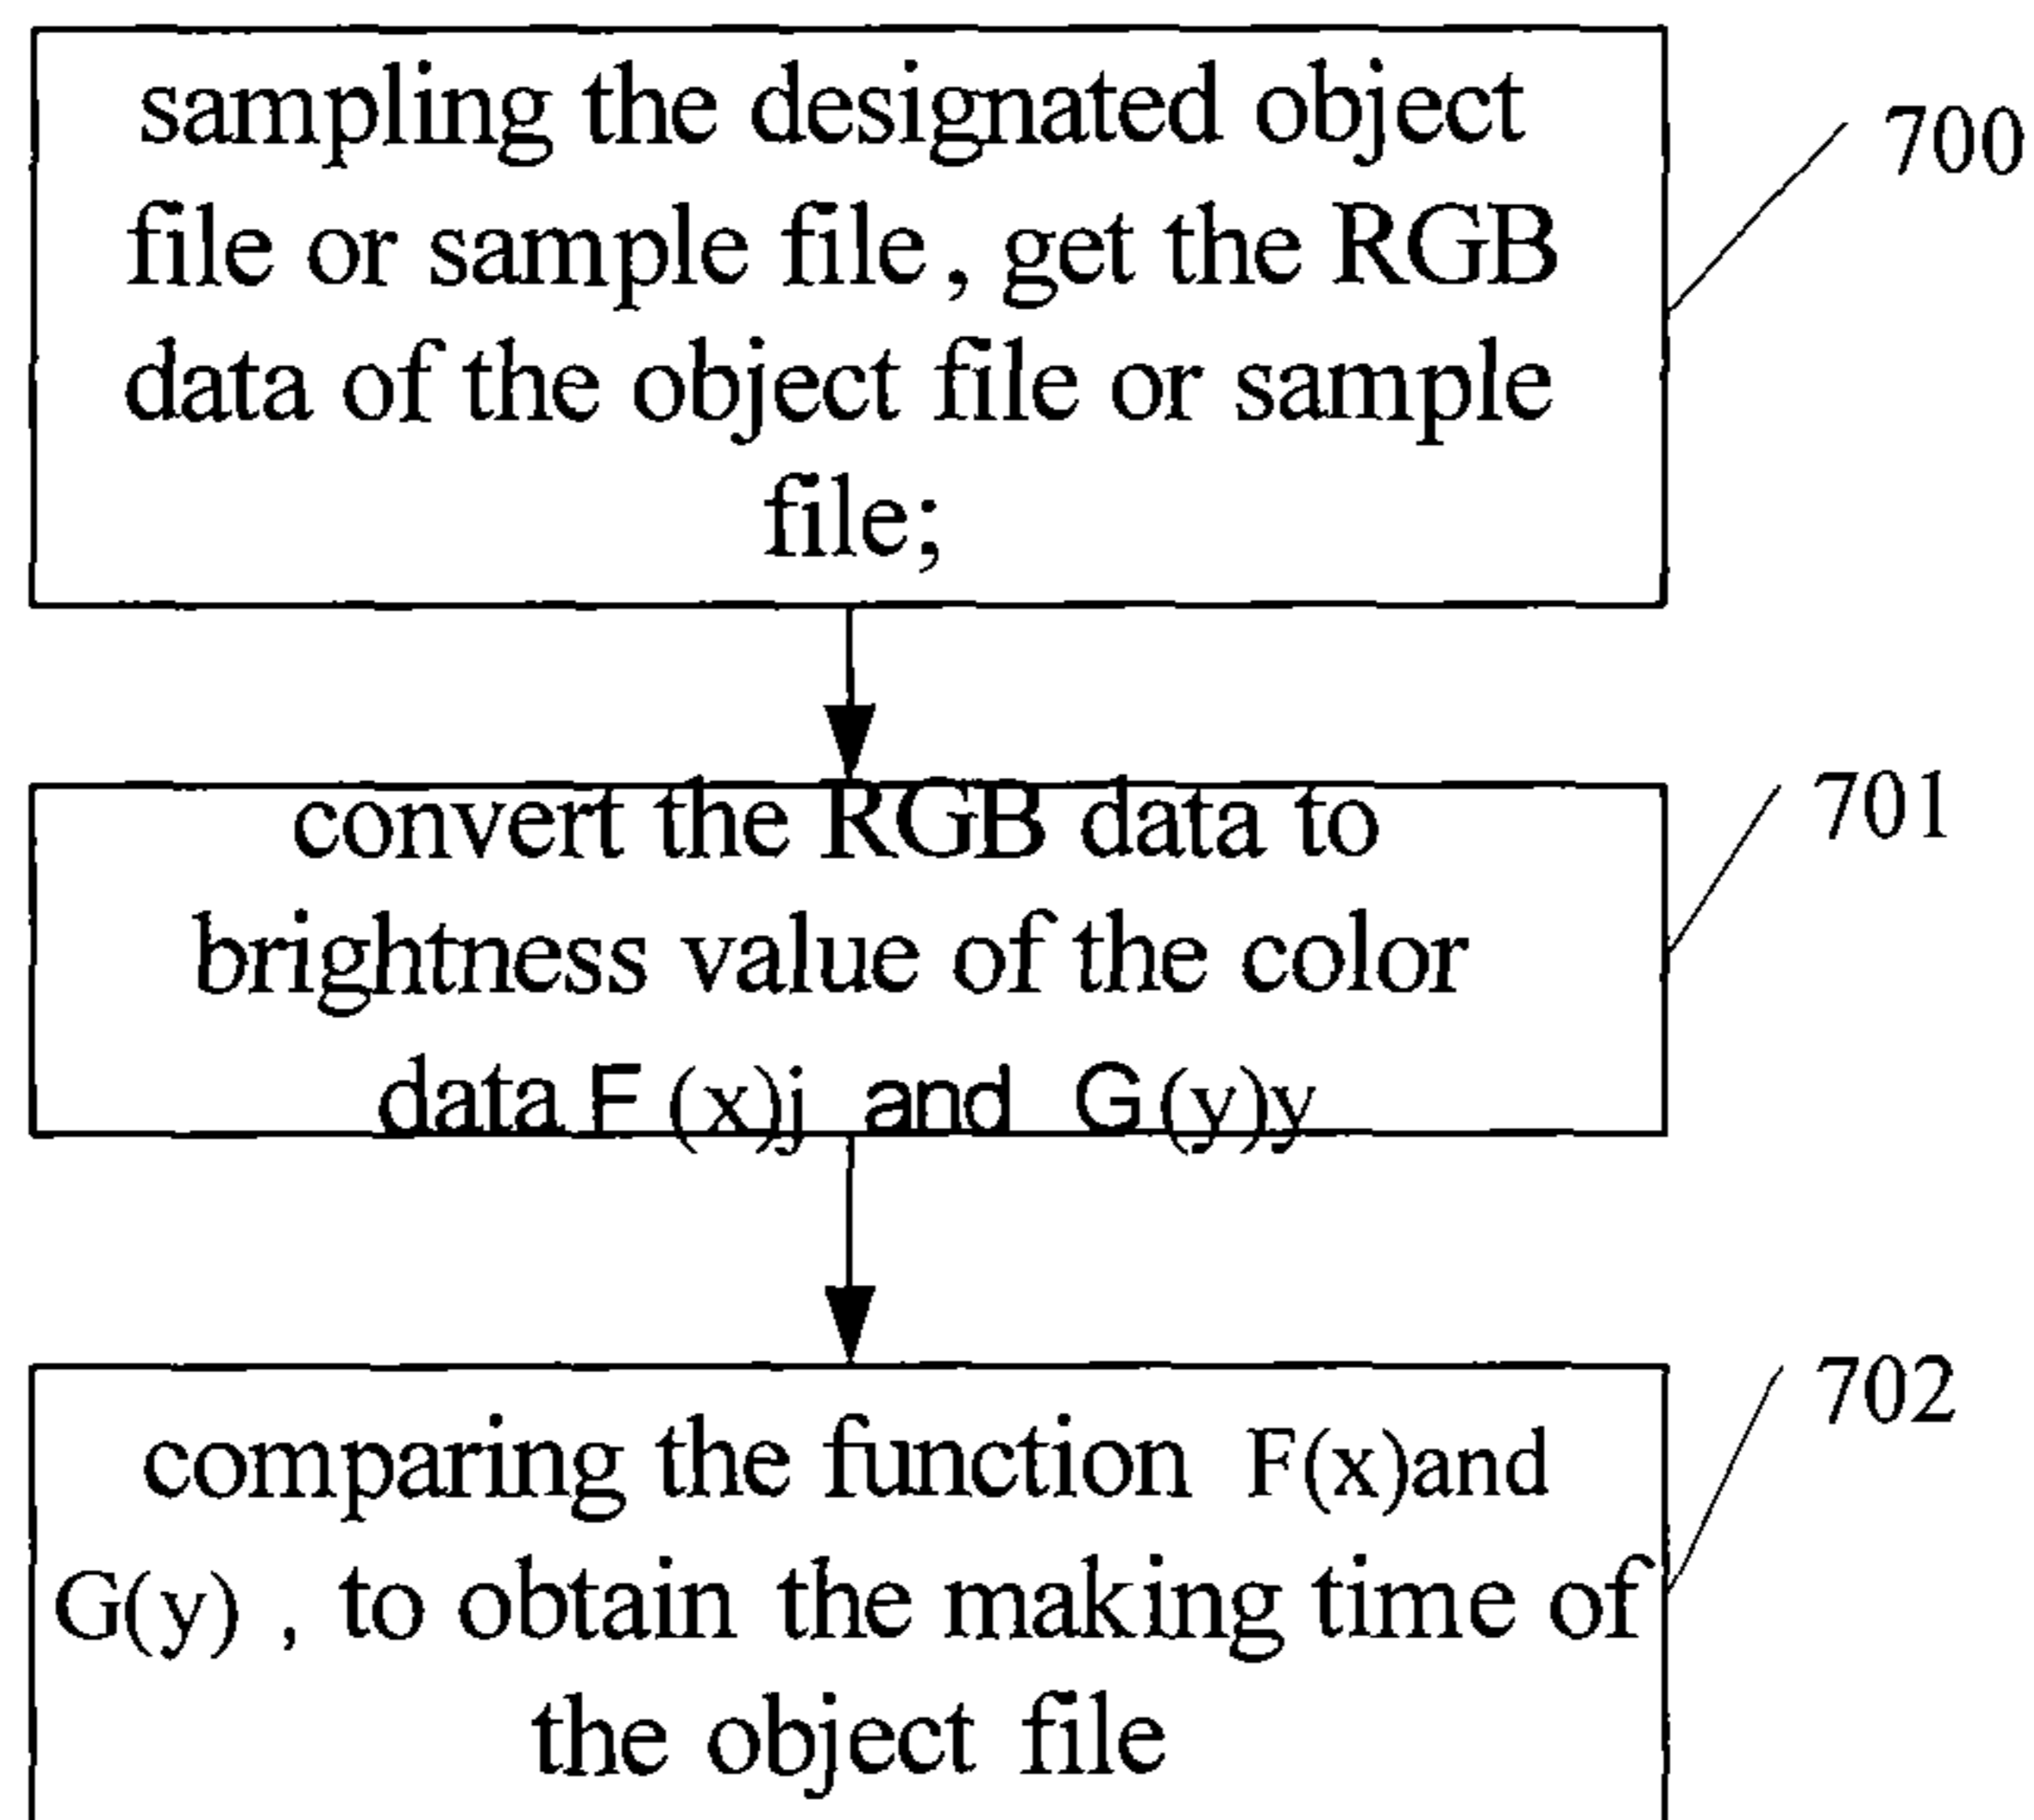 sampling the designated object
file or sample file, get the RGB
data of the object file or sample
file;
700
convert the RGB data to
brightness value of the color
data F(x)j and G(y)y
701
comparing the function F(x)and
G(y) , to obtain the making time of
the object file
702